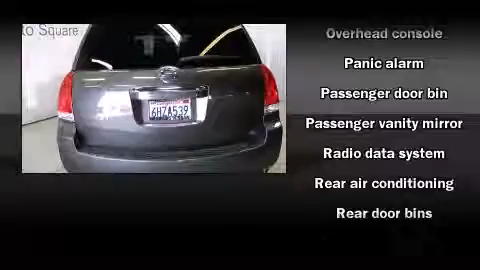 to Square
Overhead console
Panic alarm
Passenger door bin
Passenger vanity mirror
Radio data system
Rear air conditioning
Rear door bins
6HZA539